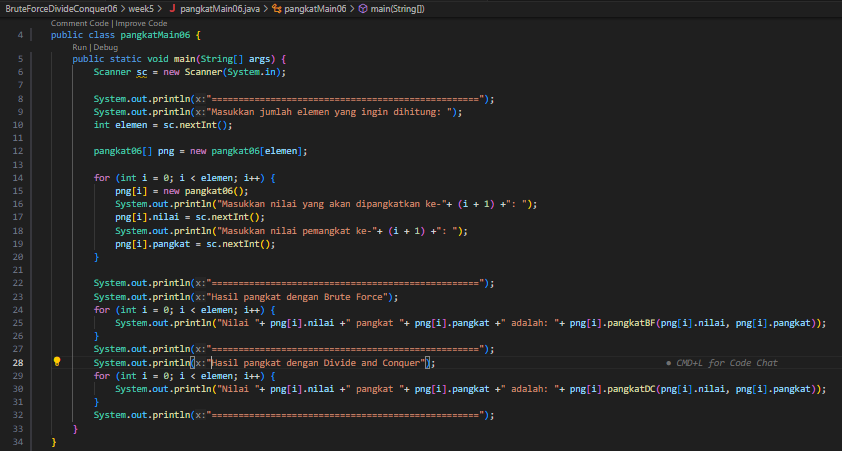 BruteForceDivideConquer06 > week5 > J pangkatMain06.java > pangkatMain06 > main(String[])
Comment Code | Improve Code
4 public class pangkatMain06 {
Run | Debug
5 public static void main(String[] args) {
6 Scanner sc = new Scanner(System.in);
7
8 System.out.println(x:"==================================================");
9 System.out.println(x:"Masukkan jumlah elemen yang ingin dihitung: ");
10 int elemen = sc.nextInt();
11
12 pangkat06[] png = new pangkat06[elemen];
13
14 for (int i = 0; i < elemen; i++) {
15 png[i] = new pangkat06();
16 System.out.println("Masukkan nilai yang akan dipangkatkan ke-"+ (i + 1) +": ");
17 png[i].nilai = sc.nextInt();
18 System.out.println("Masukkan nilai pemangkat ke-"+ (i + 1) +": ");
19 png[i].pangkat = sc.nextInt();
20 }
21
22 System.out.println(x:"==================================================");
23 System.out.println(x:"Hasil pangkat dengan Brute Force");
24 for (int i = 0; i < elemen; i++) {
25 System.out.println("Nilai "+ png[i].nilai +" pangkat "+ png[i].pangkat +" adalah: "+ png[i].pangkatBF(png[i].nilai, png[i].pangkat));
26 }
27 System.out.println(x:"==================================================");
28 System.out.println(x:"Hasil pangkat dengan Divide and Conquer"); CMD+L for Code Chat
29 for (int i = 0; i < elemen; i++) {
30 System.out.println("Nilai "+ png[i].nilai +" pangkat "+ png[i].pangkat +" adalah: "+ png[i].pangkatDC(png[i].nilai, png[i].pangkat));
31 }
32 System.out.println(x:"==================================================");
33 }
34 }